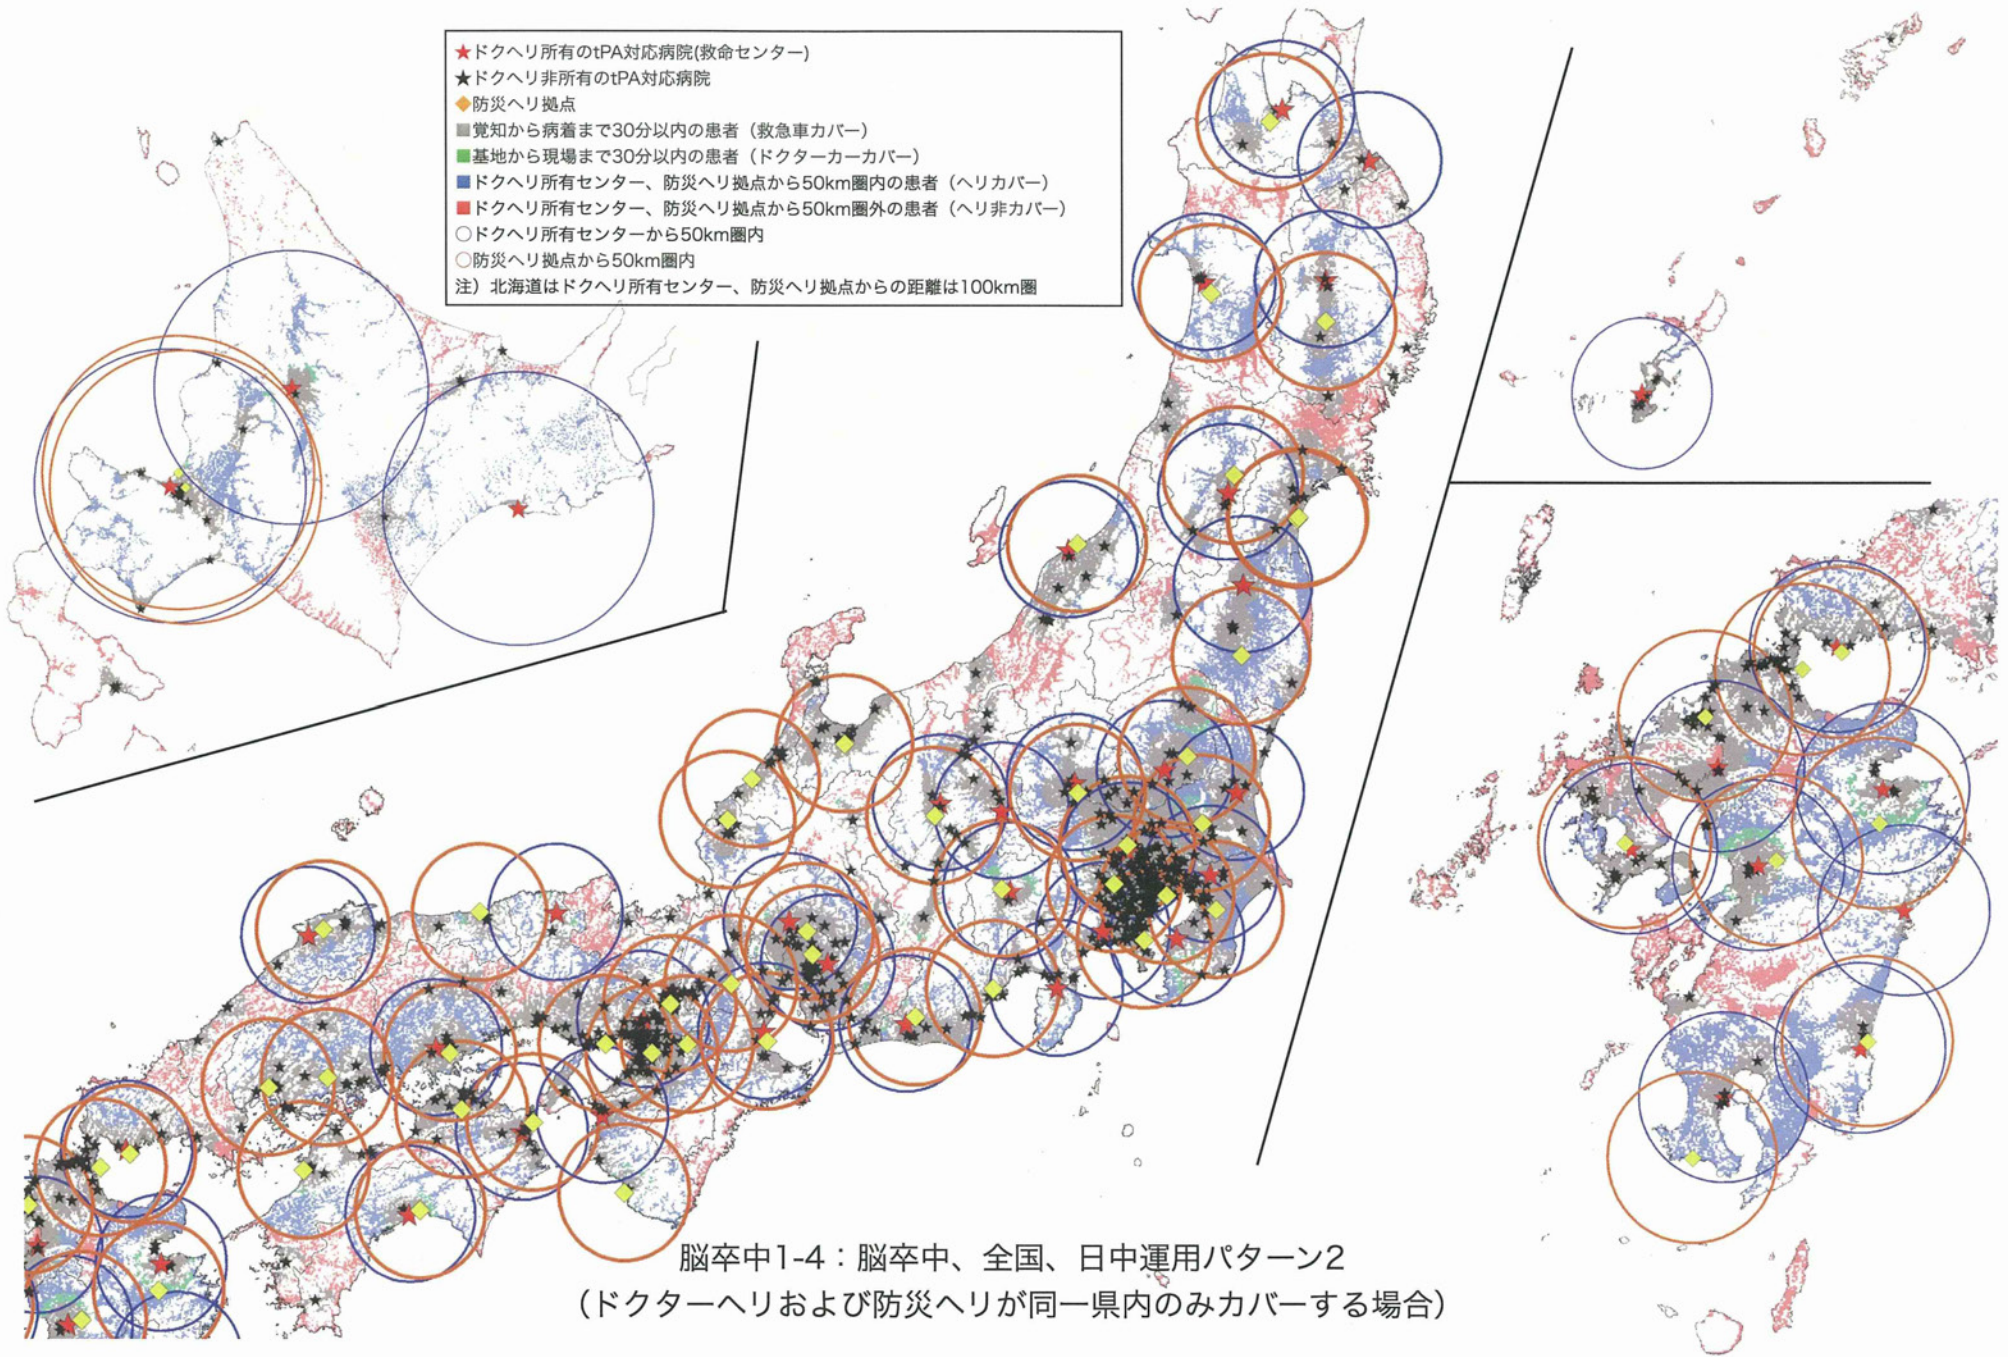 ★ドクヘリ所有のtPA対応病院(救命センター)
★ドクヘリ非所有のtPA対応病院
◆防災ヘリ拠点
■覚知から病着まで30分以内の患者（救急車カバー）
■基地から現場まで30分以内の患者（ドクターカーカバー）
■ドクヘリ所有センター、防災ヘリ拠点から50km圏内の患者（ヘリカバー）
■ドクヘリ所有センター、防災ヘリ拠点から50km圏外の患者（ヘリ非カバー）
○ドクヘリ所有センターから50km圏内
○防災ヘリ拠点から50km圏内
注）北海道はドクヘリ所有センター、防災ヘリ拠点からの距離は100km圏
脳卒中1-4：脳卒中、全国、日中運用パターン2
（ドクターヘリおよび防災ヘリが同一県内のみカバーする場合）